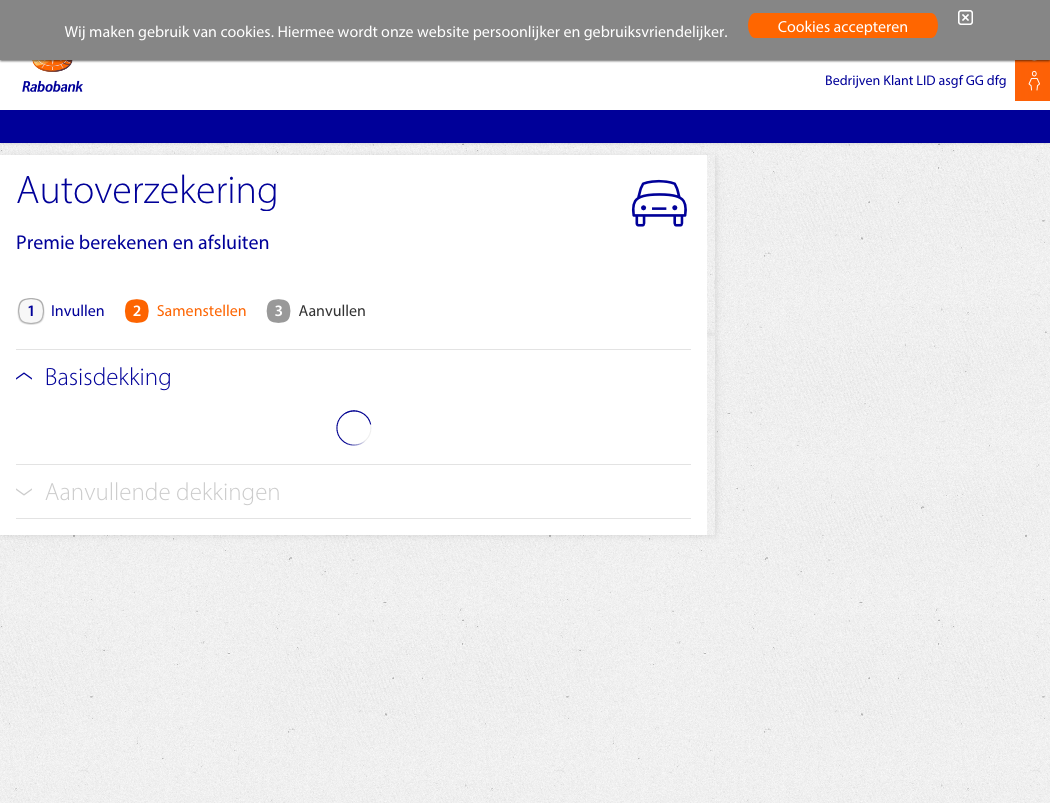 Wij maken gebruik van cookies. Hiermee wordt onze website persoonlijker en gebruiksvriendelijker.
Cookies accepteren
Rabobank
Bedrijven Klant LID asgf GG dfg
Autoverzekering
Premie berekenen en afsluiten
1 Invullen 2 Samenstellen 3 Aanvullen
Basisdekking
Aanvullende dekkingen